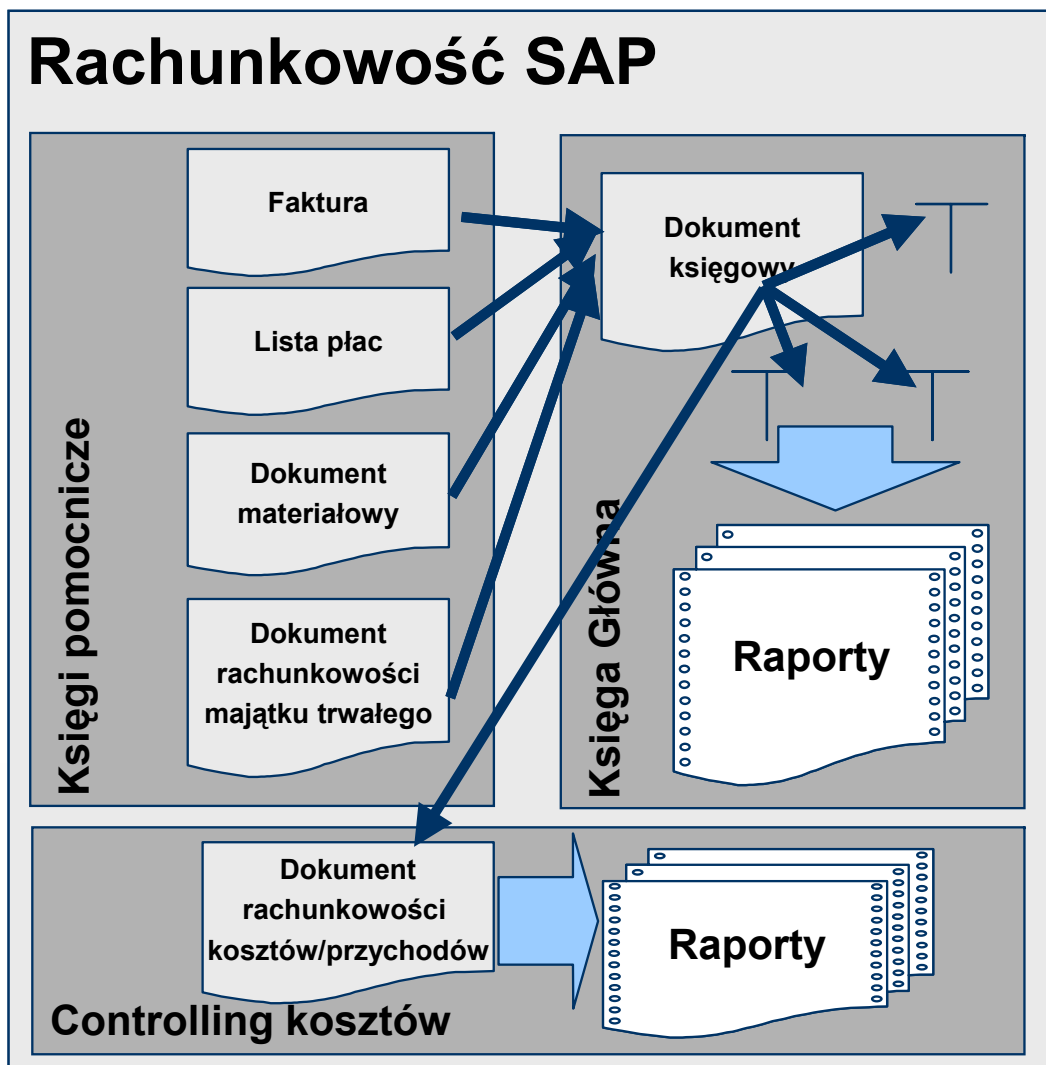 Rachunkowość SAP
Księgi pomocnicze
Faktura
Lista płac
Dokument
materiałowy
Dokument
rachunkowości
majątku trwałego
Księga Główna
Dokument
księgowy
Raporty
Controlling kosztów
Dokument
rachunkowości
kosztów/przychodów
Raporty